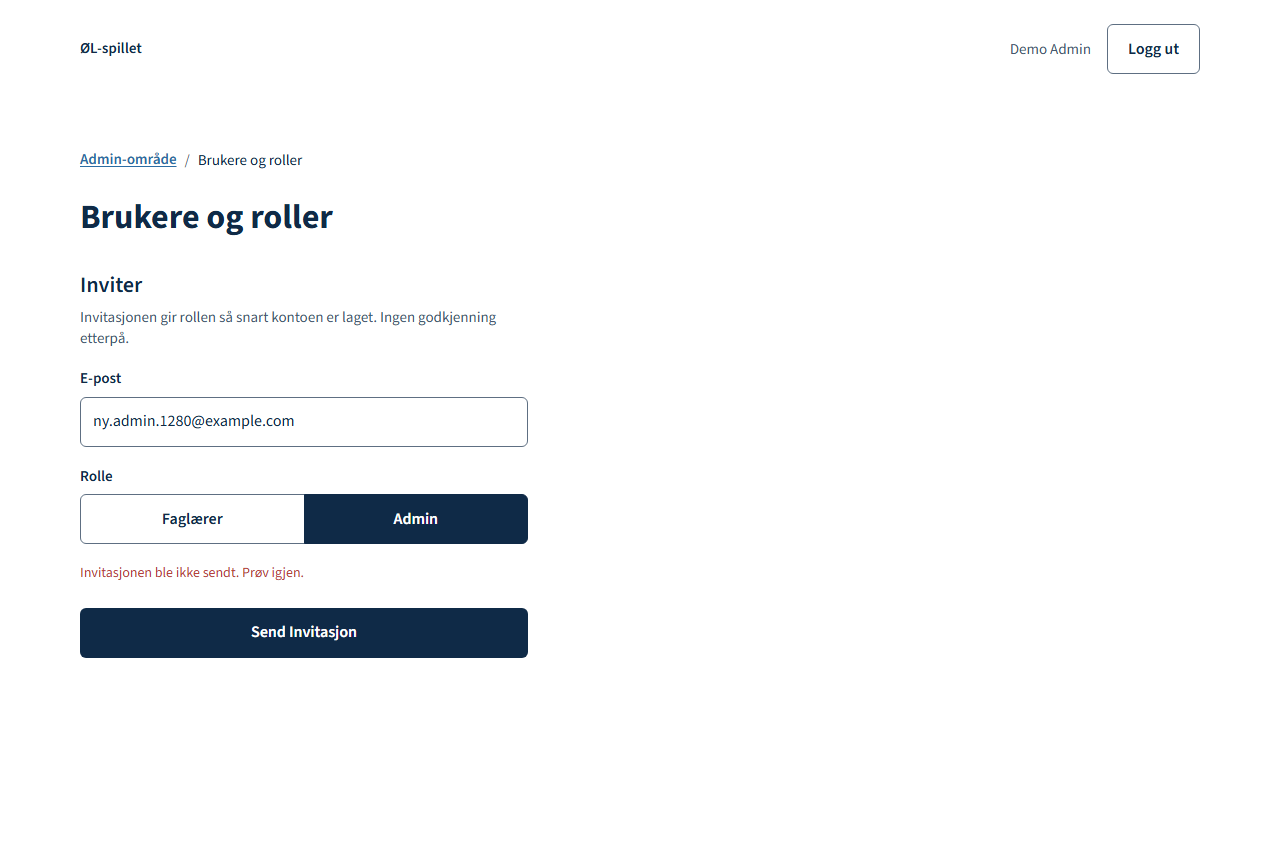 ØL-spillet
Demo Admin
Logg ut
Admin-område / Brukere og roller
Brukere og roller
Inviter
Invitasjonen gir rollen så snart kontoen er laget. Ingen godkjenning
etterpå.
E-post
ny.admin.1280@example.com
Rolle
Faglærer
Admin
Invitasjonen ble ikke sendt. Prøv igjen.
Send Invitasjon